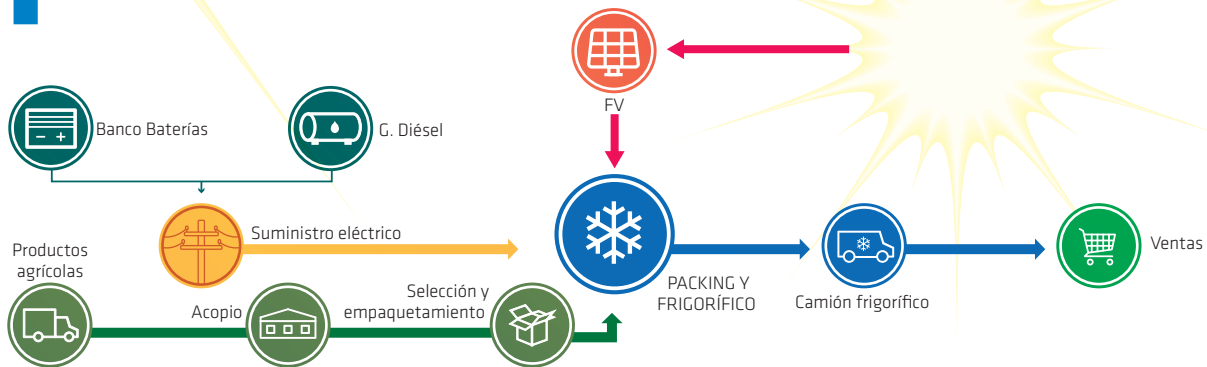 FV
Banco Baterías
G. Diésel
Suministro eléctrico
Productos
agrícolas
Acopio
Selección y
empaquetamiento
PACKING Y
FRIGORÍFICO
Camión frigorífico
Ventas